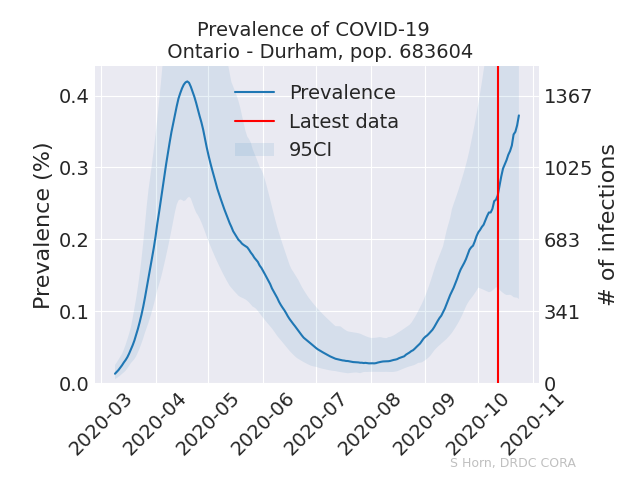 Prevalence of COVID-19
Ontario - Durham, pop. 683604
Prevalence
Latest data
95CI
Prevalence (%)
0.4
0.3
0.2
0.1
0.0
1367
1025
683
341
0
# of infections
2020-03
2020-04
2020-05
2020-06
2020-07
2020-08
2020-09
2020-10
2020-11
S Horn, DRDC CORA